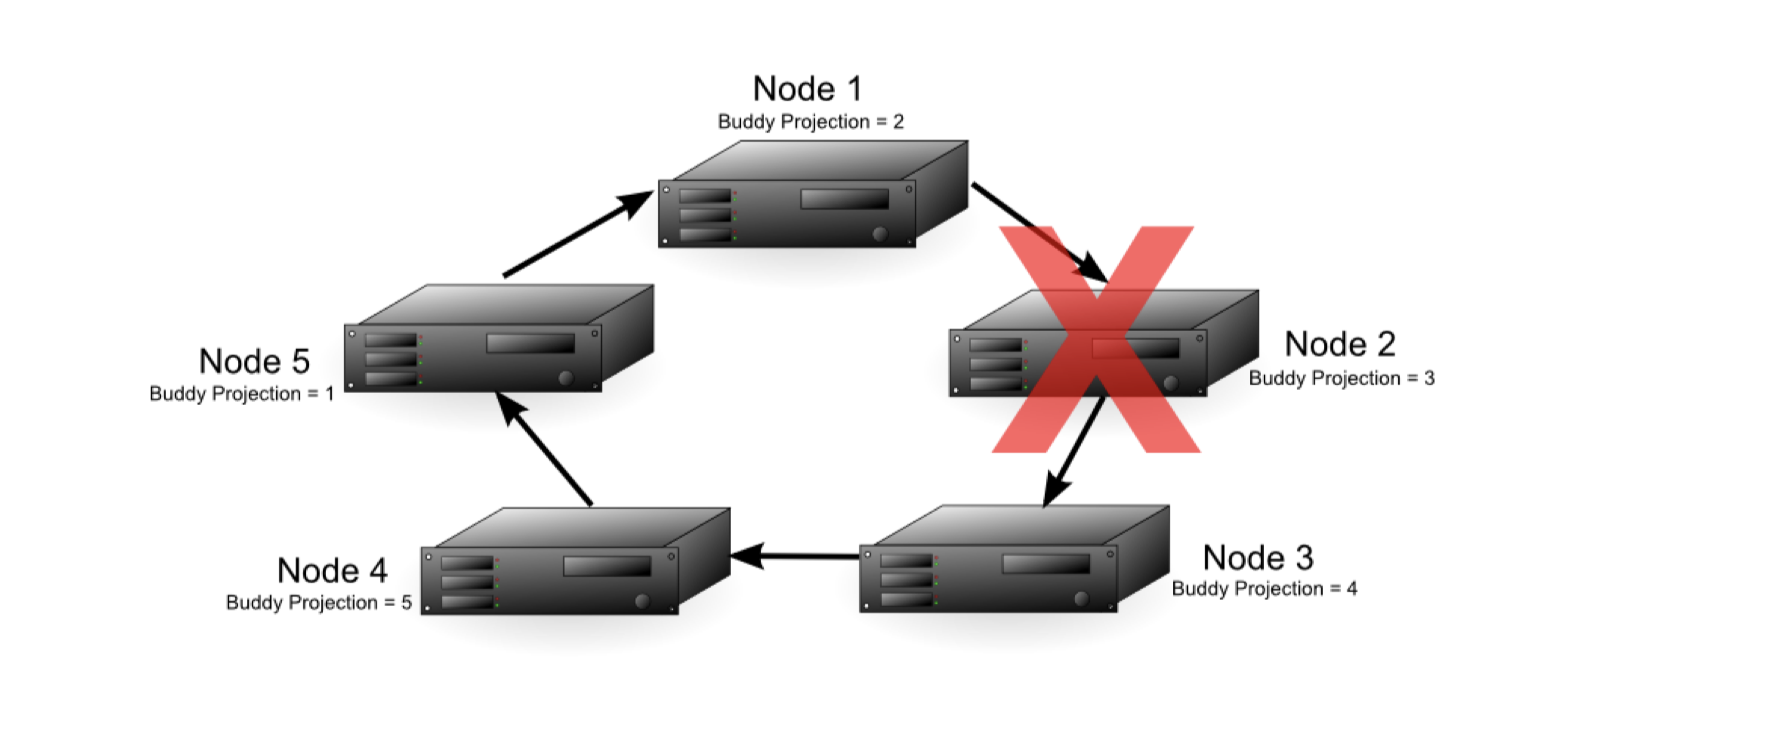 Node 1
Buddy Projection = 2
Node 2
Buddy Projection = 3
Node 5
Buddy Projection = 1
Node 3
Buddy Projection = 4
Node 4
Buddy Projection = 5